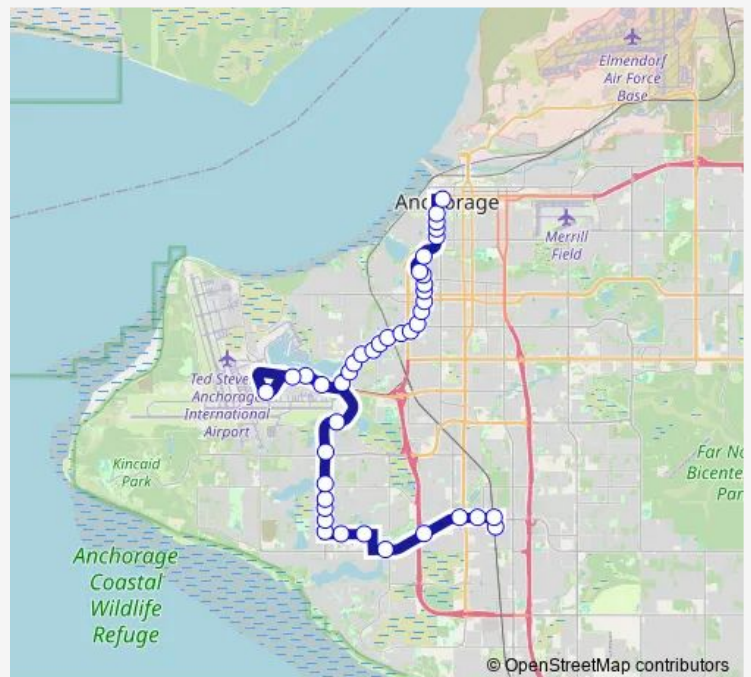 Elmendorf
Air Force
Base
Anchorage
Merrill
Field
Ted Steve
Anchorage
International
Airport
Kincaid
Park
Far No
Bicente
Par
Anchorage
Coastal
Wildlife
Refuge
© OpenStreetMap contributors